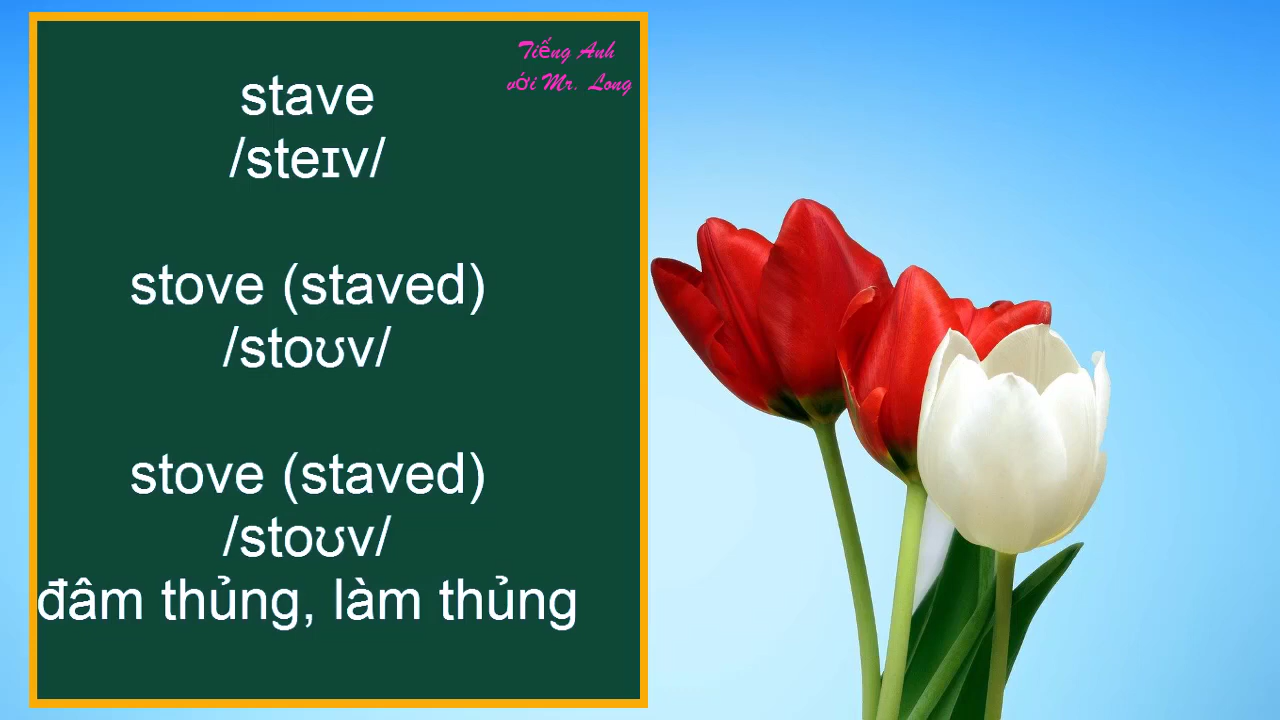 Tiếng Anh
với Mr. Long
stave
/steɪv/
stove (staved)
/stoʊv/
stove (staved)
/stoʊv/
đâm thủng, làm thủng